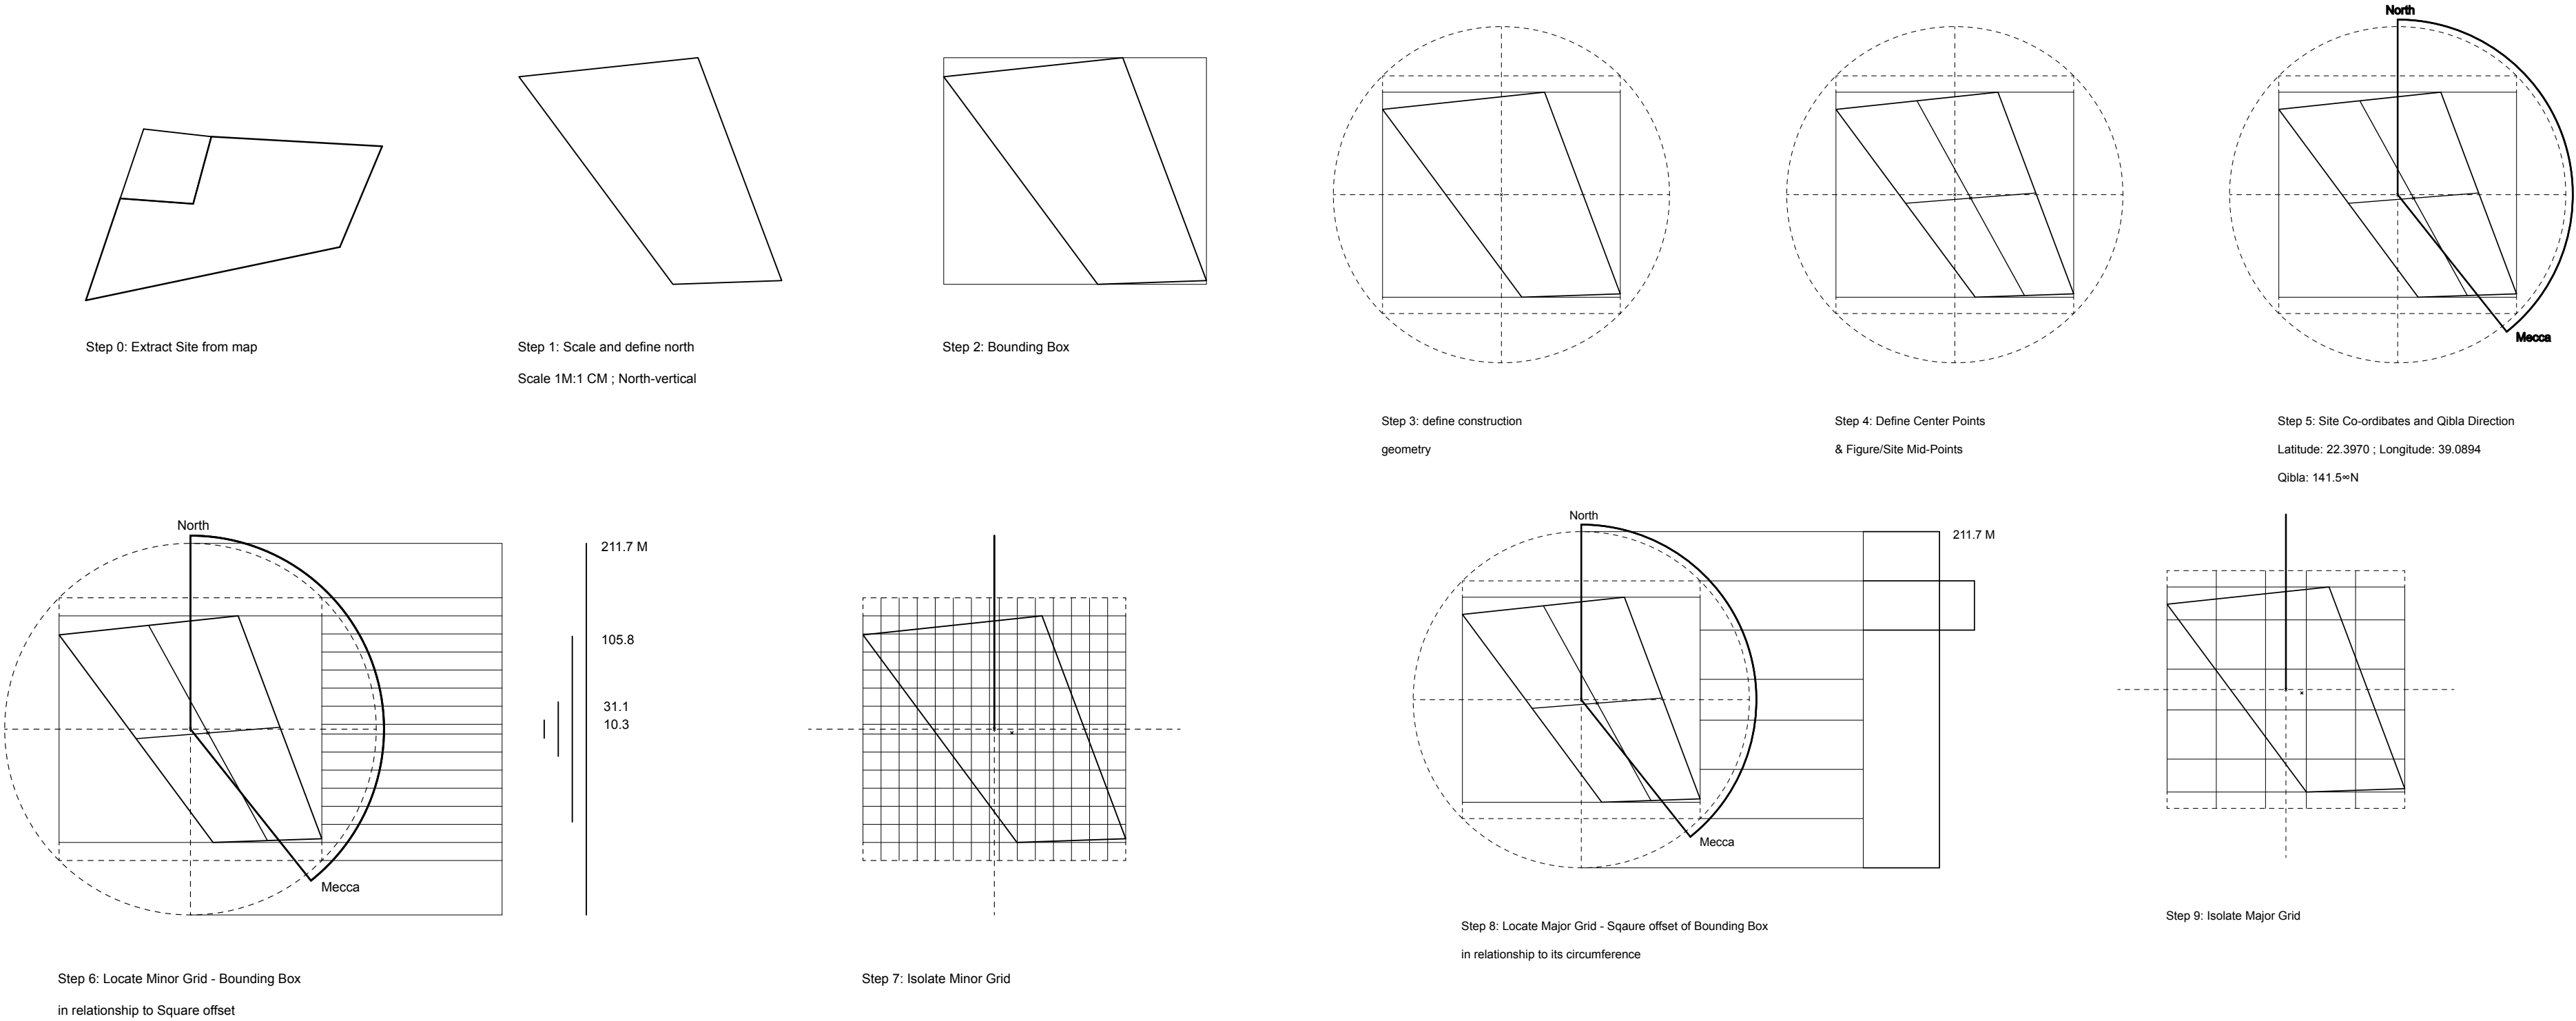 North
Mecca
Step 0: Extract Site from map
Step 1: Scale and define north
Scale 1M:1 CM ; North-vertical
Step 2: Bounding Box
Step 3: define construction
geometry
Step 4: Define Center Points
& Figure/Site Mid-Points
Step 5: Site Co-ordibates and Qibla Direction
Latitude: 22.3970 ; Longitude: 39.0894
Qibla: 141.5∞N
North
211.7 M
105.8
31.1
10.3
Mecca
Step 6: Locate Minor Grid - Bounding Box
in relationship to Square offset
Step 7: Isolate Minor Grid
North
211.7 M
Mecca
Step 8: Locate Major Grid - Sqaure offset of Bounding Box
in relationship to its circumference
Step 9: Isolate Major Grid